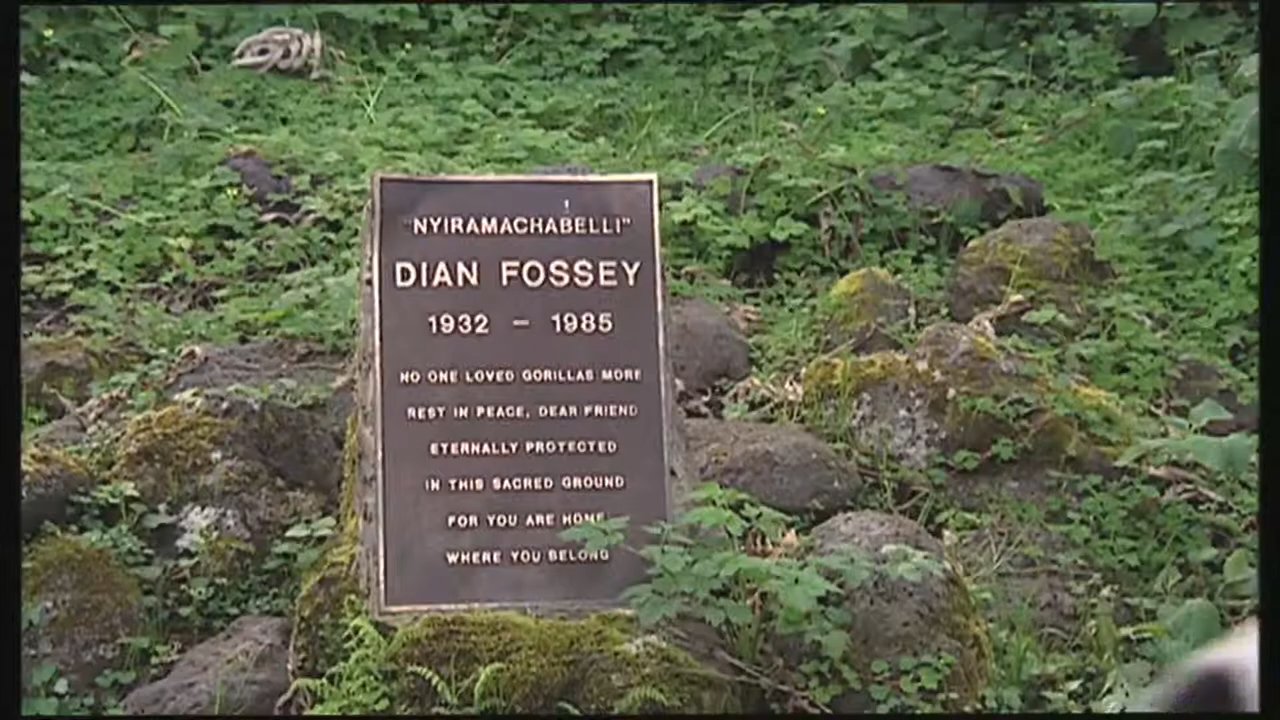 "NYIRAMACHABELLI"
DIAN FOSSEY
1932 – 1985
NO ONE LOVED GORILLAS MORE
REST IN PEACE, DEAR FRIEND
ETERNALLY PROTECTED
IN THIS SACRED GROUND
FOR YOU ARE HOME
WHERE YOU BELONG